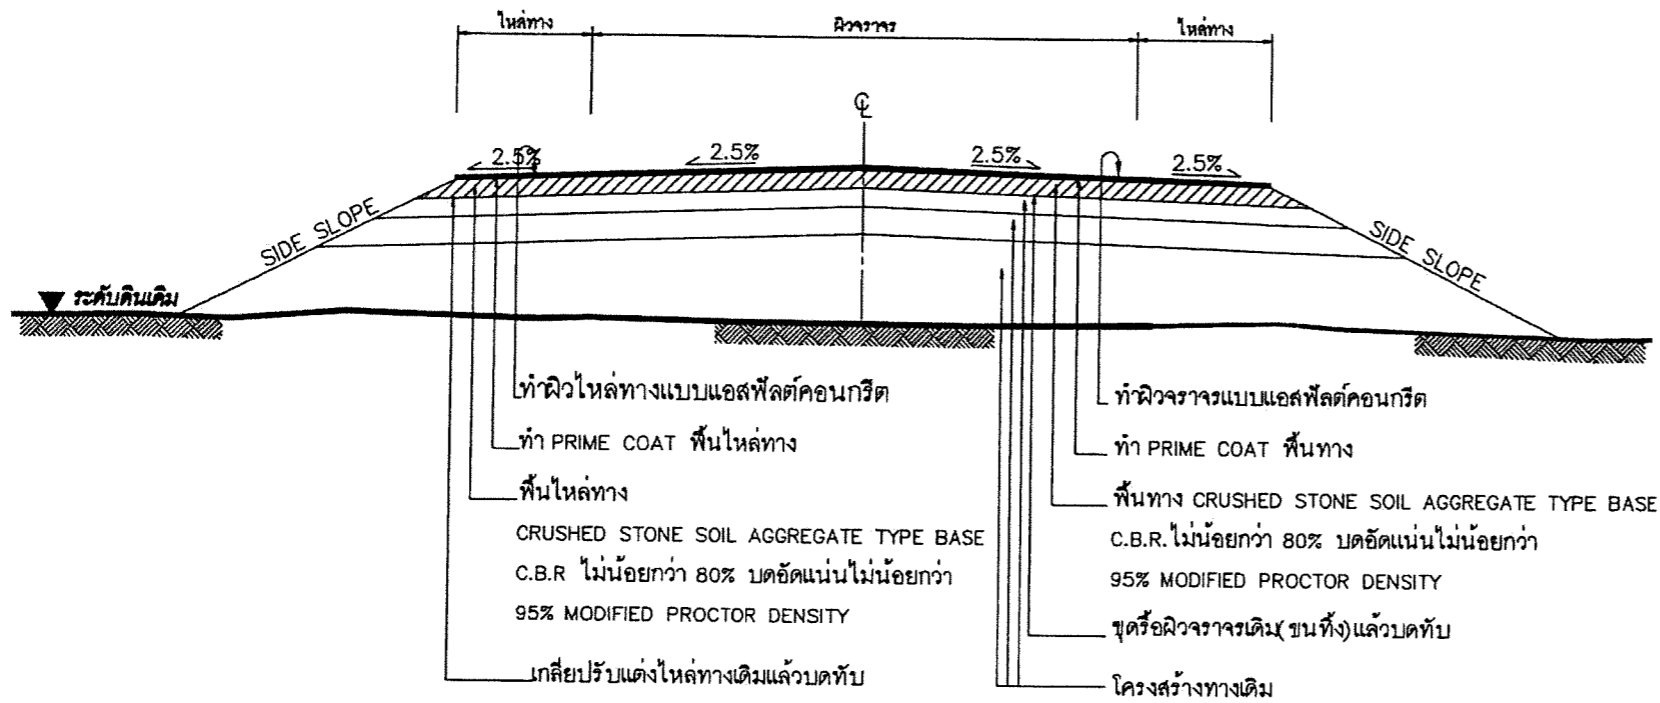 ไหล่ทาง
ผิวจราจร
ไหล่ทาง
℄
2.5%
2.5%
2.5%
2.5%
SIDE SLOPE
SIDE SLOPE
ระดับดินเดิม
ทำผิวไหล่ทางแบบแอสฟัลต์คอนกรีต
ทำ PRIME COAT พื้นไหล่ทาง
พื้นไหล่ทาง
CRUSHED STONE SOIL AGGREGATE TYPE BASE
C.B.R ไม่น้อยกว่า 80% บดอัดแน่นไม่น้อยกว่า
95% MODIFIED PROCTOR DENSITY
เกลี่ยปรับแต่งไหล่ทางเดิมแล้วบดทับ
ทำผิวจราจรแบบแอสฟัลต์คอนกรีต
ทำ PRIME COAT พื้นทาง
พื้นทาง CRUSHED STONE SOIL AGGREGATE TYPE BASE
C.B.R. ไม่น้อยกว่า 80% บดอัดแน่นไม่น้อยกว่า
95% MODIFIED PROCTOR DENSITY
ขุดรื้อผิวจราจรเดิม(ขนทิ้ง)แล้วบดทับ
โครงสร้างทางเดิม